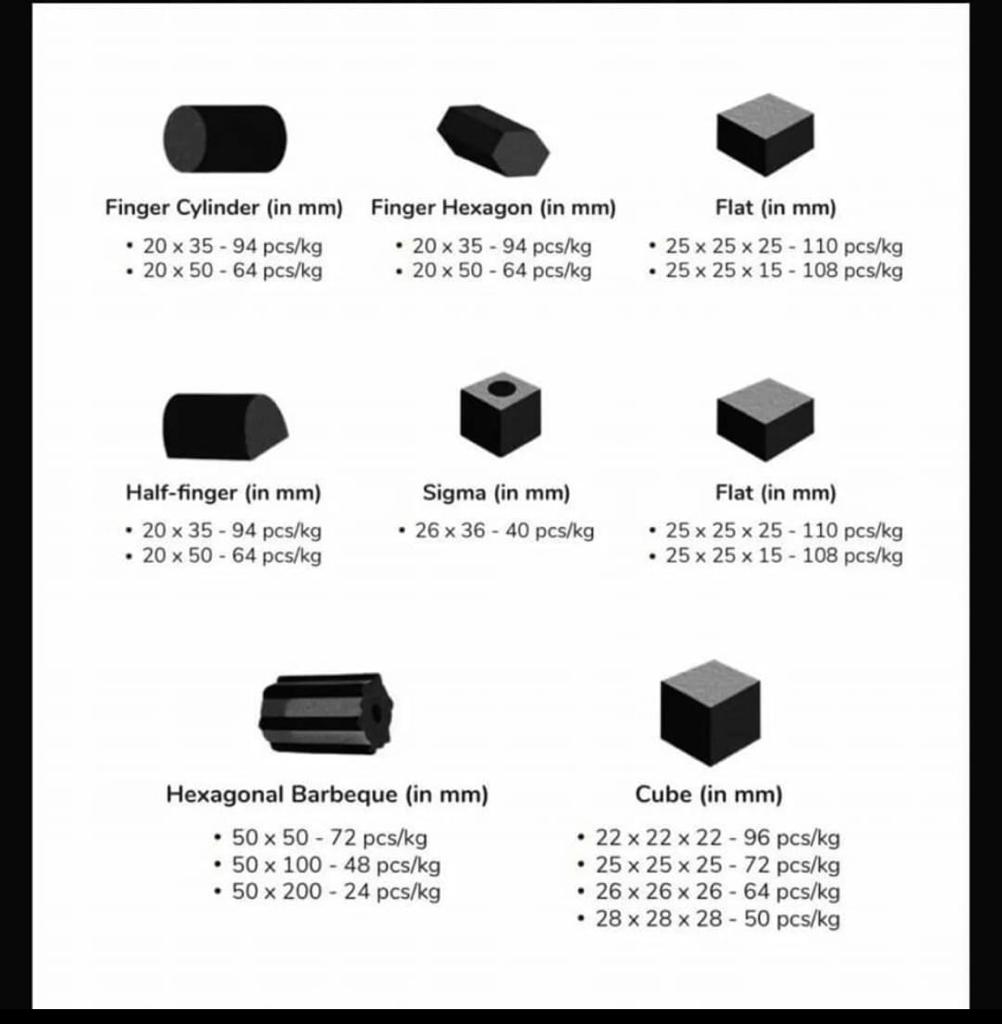 Finger Cylinder (in mm)
• 20 x 35 - 94 pcs/kg
• 20 x 50 - 64 pcs/kg
Finger Hexagon (in mm)
• 20 x 35 - 94 pcs/kg
• 20 x 50 - 64 pcs/kg
Flat (in mm)
• 25 x 25 x 25 - 110 pcs/kg
• 25 x 25 x 15 - 108 pcs/kg
Half-finger (in mm)
• 20 x 35 - 94 pcs/kg
• 20 x 50 - 64 pcs/kg
Sigma (in mm)
• 26 x 36 - 40 pcs/kg
Flat (in mm)
• 25 x 25 x 25 - 110 pcs/kg
• 25 x 25 x 15 - 108 pcs/kg
Hexagonal Barbeque (in mm)
• 50 x 50 - 72 pcs/kg
• 50 x 100 - 48 pcs/kg
• 50 x 200 - 24 pcs/kg
Cube (in mm)
• 22 x 22 x 22 - 96 pcs/kg
• 25 x 25 x 25 - 72 pcs/kg
• 26 x 26 x 26 - 64 pcs/kg
• 28 x 28 x 28 - 50 pcs/kg